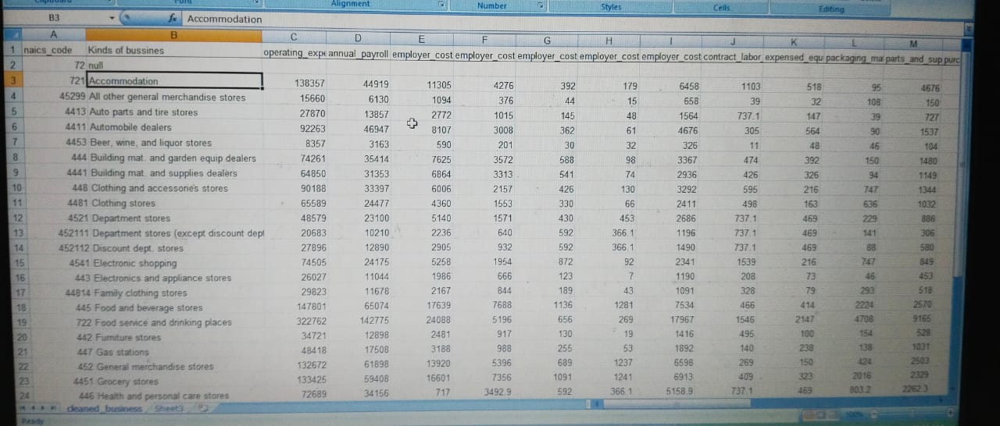 Alignment Number Styles Cells Editing
B3 fx Accommodation
A B C D E F G H I J K L M
1 naics_code Kinds of bussines operating_expe annual_payroll employer_cost employer_cost employer_cost employer_cost employer_cost contract_labor_ expensed_equ packaging_ma parts_and_sup purc
2 72 null
3 721 Accommodation 138357 44919 11305 4276 392 179 6458 1103 518 95 4676
4 45299 All other general merchandise stores 15660 6130 1094 376 44 15 658 39 32 108 150
5 4413 Auto parts and tire stores 27870 13857 2772 1015 145 48 1564 737.1 147 39 727
6 4411 Automobile dealers 92263 46947 8107 3008 362 61 4676 305 564 90 1537
7 4453 Beer, wine, and liquor stores 8357 3163 590 201 30 32 326 11 48 46 104
8 444 Building mat. and garden equip dealers 74261 35414 7625 3572 588 98 3367 474 392 150 1480
9 4441 Building mat. and supplies dealers 64850 31353 6864 3313 541 74 2936 426 326 94 1149
10 448 Clothing and accessories stores 90188 33397 6006 2157 426 130 3292 595 216 747 1344
11 4481 Clothing stores 65589 24477 4360 1553 330 66 2411 498 163 636 1032
12 4521 Department stores 48579 23100 5140 1571 430 453 2686 737.1 469 229 886
13 452111 Department stores (except discount dept 20683 10210 2236 640 592 366.1 1196 737.1 469 141 306
14 452112 Discount dept. stores 27896 12890 2905 932 592 366.1 1490 737.1 469 88 580
15 4541 Electronic shopping 74505 24175 5258 1954 872 92 2341 1539 216 747 849
16 443 Electronics and appliance stores 26027 11044 1986 666 123 7 1190 208 73 46 453
17 44814 Family clothing stores 29823 11678 2167 844 189 43 1091 328 79 293 518
18 445 Food and beverage stores 147801 65074 17639 7688 1136 1281 7534 466 414 2224 2570
19 722 Food service and drinking places 322762 142775 24088 5196 656 269 17967 1546 2147 4708 9165
20 442 Furniture stores 34721 12898 2481 917 130 19 1416 495 100 154 528
21 447 Gas stations 48418 17508 3188 988 255 53 1892 140 238 138 1031
22 452 General merchandise stores 132672 61898 13920 5396 689 1237 6598 269 150 424 2503
23 4451 Grocery stores 133425 59408 16601 7356 1091 1241 6913 409 323 2016 2329
24 446 Health and personal care stores 72689 34156 717 3492.9 592 366.1 5158.9 737.1 469 803.2 2262.3
cleaned_business Sheet3
Ready 100%